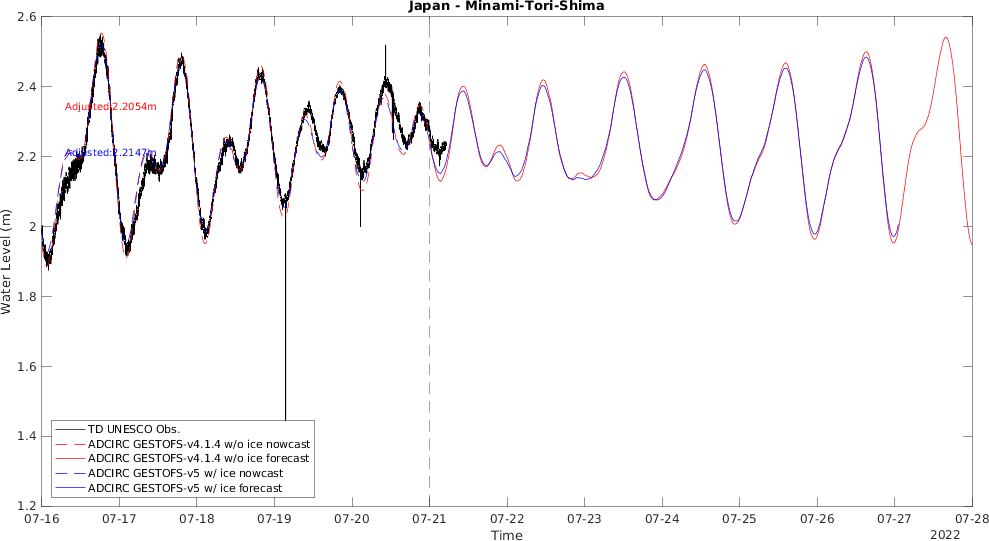 Japan - Minami-Tori-Shima
2.6
2.4
2.2
2
1.8
1.6
1.4
1.2
Water Level (m)
Adjusted:2.2054m
Adjusted:2.2147m
TD UNESCO Obs.
ADCIRC GESTOFS-v4.1.4 w/o ice nowcast
ADCIRC GESTOFS-v4.1.4 w/o ice forecast
ADCIRC GESTOFS-v5 w/ ice nowcast
ADCIRC GESTOFS-v5 w/ ice forecast
07-16 07-17 07-18 07-19 07-20 07-21 07-22 07-23 07-24 07-25 07-26 07-27 07-28
Time
2022